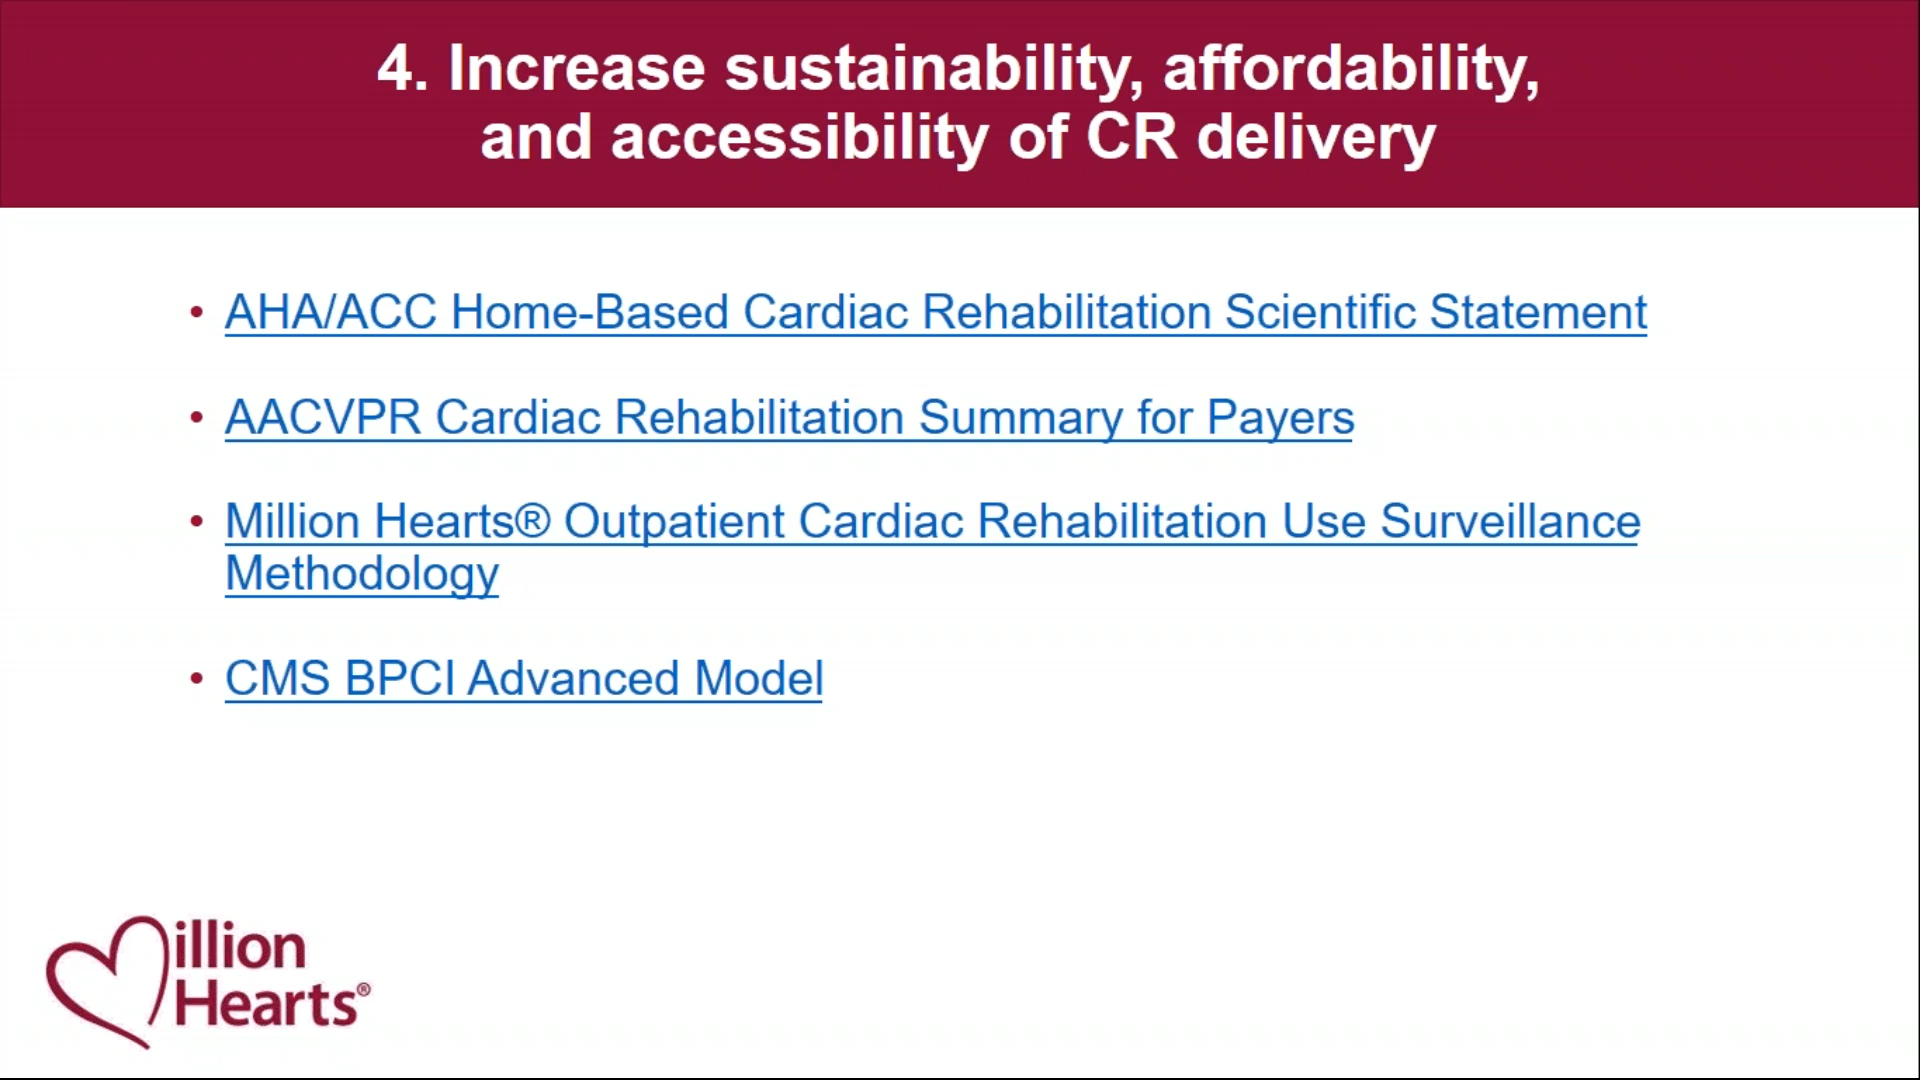 4. Increase sustainability, affordability,
and accessibility of CR delivery
• AHA/ACC Home-Based Cardiac Rehabilitation Scientific Statement
• AACVPR Cardiac Rehabilitation Summary for Payers
• Million Hearts® Outpatient Cardiac Rehabilitation Use Surveillance
Methodology
• CMS BPCI Advanced Model
Million
Hearts®